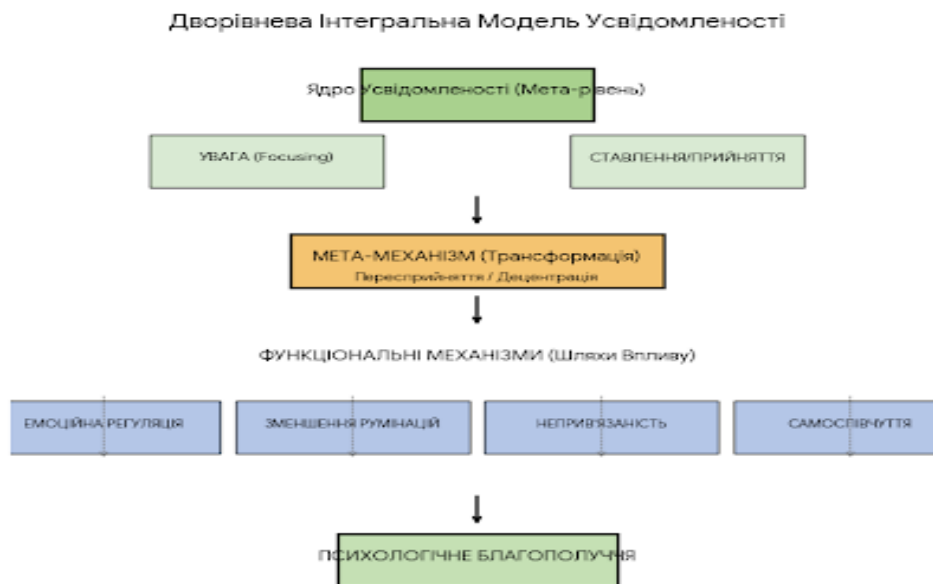 Дворівнева Інтегральна Модель Усвідомленості
Ядро Усвідомленості (Мета-рівень)
УВАГА (Focusing)
СТАВЛЕННЯ/ПРИЙНЯТТЯ
МЕТА-МЕХАНІЗМ (Трансформація)
Пересприйняття / Децентрація
ФУНКЦІОНАЛЬНІ МЕХАНІЗМИ (Шляхи Впливу)
ЕМОЦІЙНА РЕГУЛЯЦІЯ
ЗМЕНШЕННЯ РУМІНАЦІЙ
НЕПРИВ'ЯЗАНІСТЬ
САМОСПІВЧУТТЯ
ПСИХОЛОГІЧНЕ БЛАГОПОЛУЧЧЯ